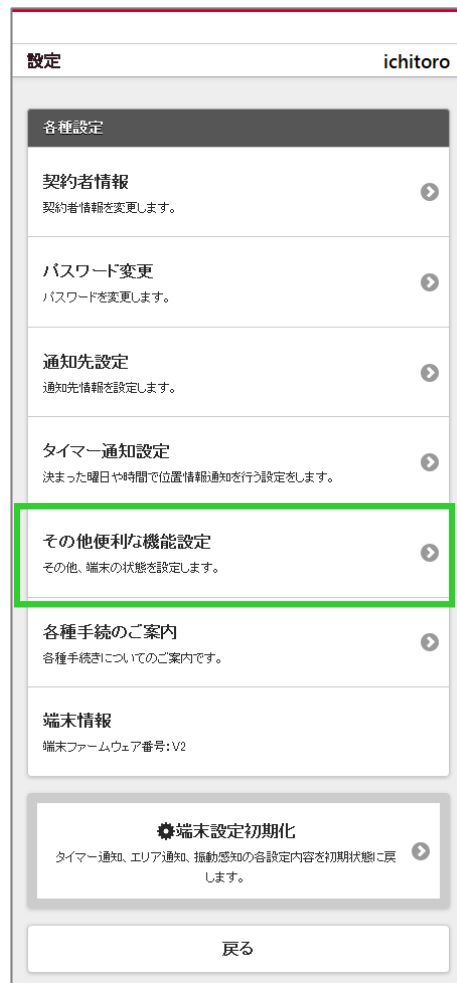 設定
ichitoro
各種設定
契約者情報
契約者情報を変更します。
パスワード変更
パスワードを変更します。
通知先設定
通知先情報を設定します。
タイマー通知設定
決まった曜日や時間で位置情報通知を行う設定をします。
その他便利な機能設定
その他、端末の状態を設定します。
各種手続のご案内
各種手続きについてのご案内です。
端末情報
端末ファームウェア番号:V2
端末設定初期化
タイマー通知、エリア通知、振動感知の各設定内容を初期状態に戻
します。
戻る